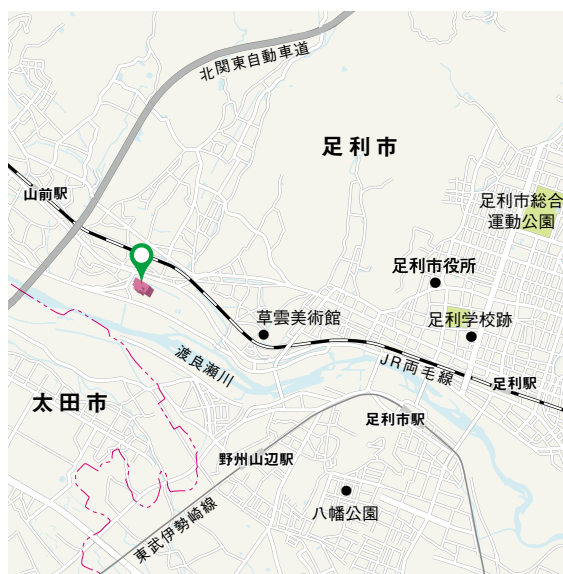 北関東自動車道
足利市
山前駅
足利市総合
運動公園
足利市役所
草雲美術館
足利学校跡
渡良瀬川
JR両毛線
足利駅
太田市
足利市駅
野州山辺駅
八幡公園
東武伊勢崎線